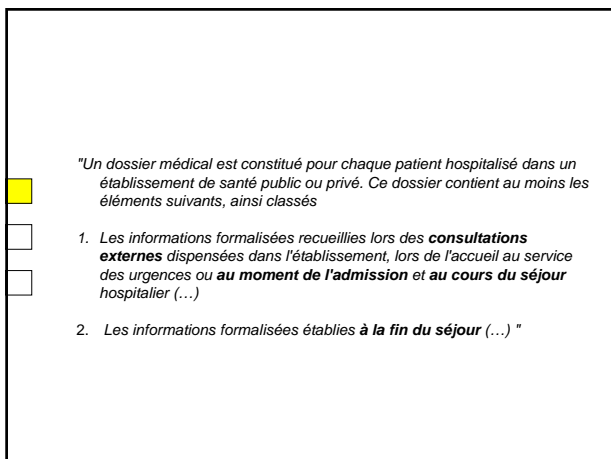 "Un dossier médical est constitué pour chaque patient hospitalisé dans un
établissement de santé public ou privé. Ce dossier contient au moins les
éléments suivants, ainsi classés
1. Les informations formalisées recueillies lors des consultations
externes dispensées dans l'établissement, lors de l'accueil au service
des urgences ou au moment de l'admission et au cours du séjour
hospitalier (…)
2. Les informations formalisées établies à la fin du séjour (…) "